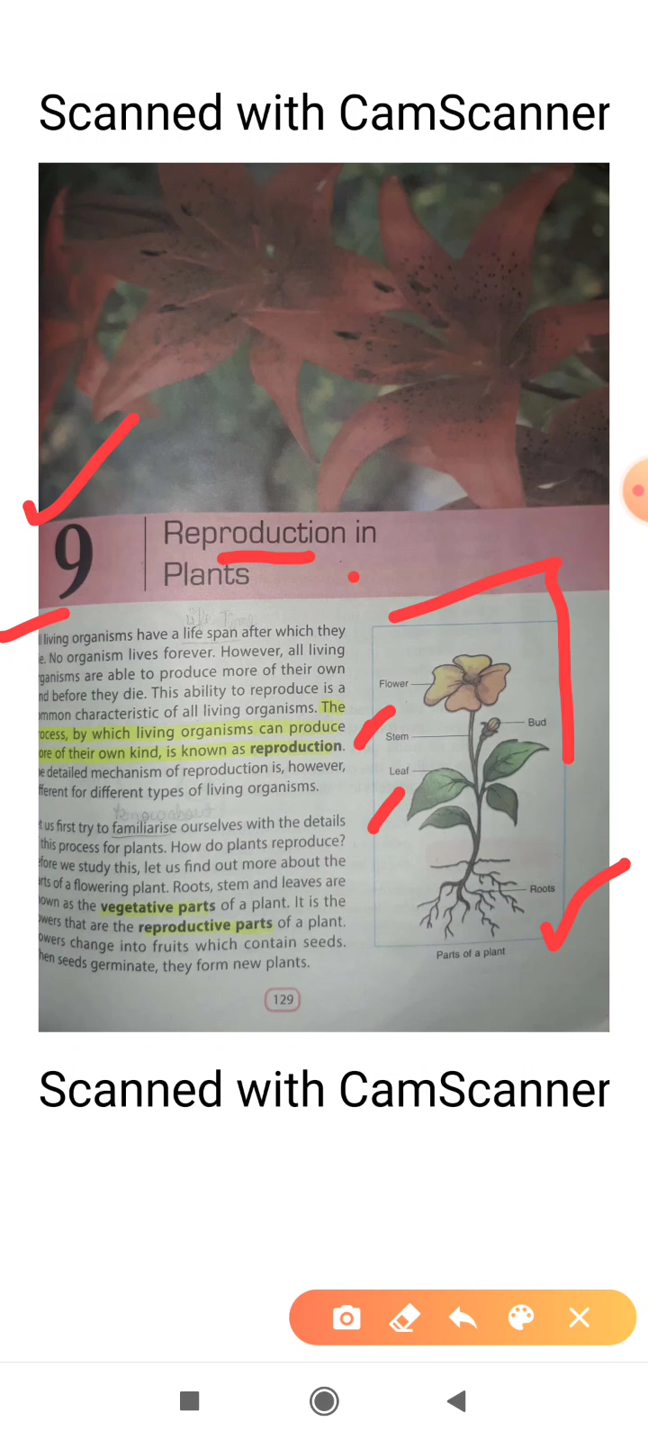 Scanned with CamScanner
9
Reproduction in
Plants
living organisms have a life span after which they
e. No organism lives forever. However, all living
ganisms are able to produce more of their own
nd before they die. This ability to reproduce is a
mmon characteristic of all living organisms. The
ocess, by which living organisms can produce
ore of their own kind, is known as reproduction.
e detailed mechanism of reproduction is, however,
fferent for different types of living organisms.
t us first try to familiarise ourselves with the details
this process for plants. How do plants reproduce?
efore we study this, let us find out more about the
rts of a flowering plant. Roots, stem and leaves are
own as the vegetative parts of a plant. It is the
owers that are the reproductive parts of a plant.
owers change into fruits which contain seeds.
hen seeds germinate, they form new plants.
Flower
Bud
Stem
Leaf
Roots
Parts of a plant
129
Scanned with CamScanner